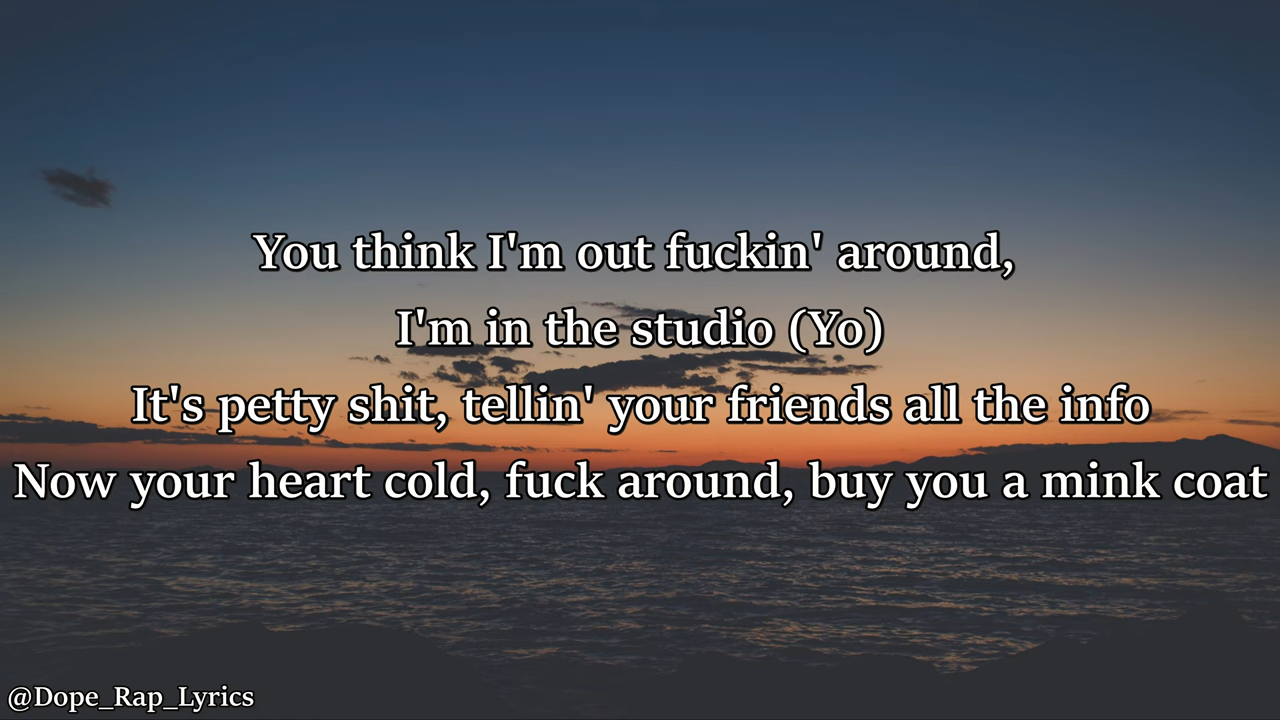 You think I'm out fuckin' around,
I'm in the studio (Yo)
It's petty shit, tellin' your friends all the info
Now your heart cold, fuck around, buy you a mink coat
@Dope_Rap_Lyrics